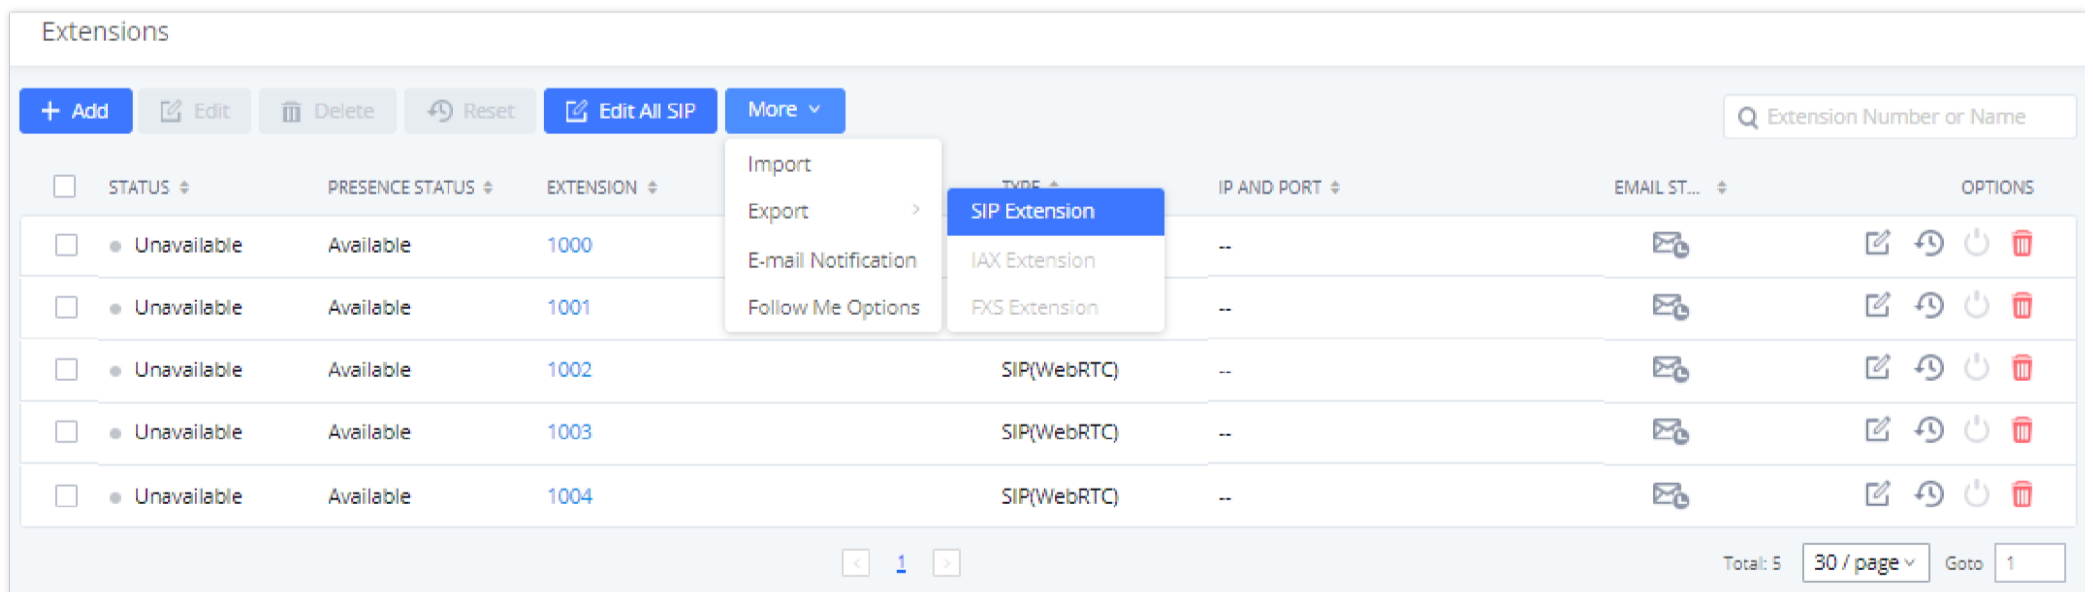 Extensions
+ Add Edit Delete Reset Edit All SIP More
Extension Number or Name
Import
STATUS PRESENCE STATUS EXTENSION TYPE IP AND PORT EMAIL ST... OPTIONS
Export > SIP Extension
Unavailable Available 1000 --
E-mail Notification IAX Extension
Unavailable Available 1001 --
Follow Me Options FXS Extension
Unavailable Available 1002 SIP(WebRTC) --
Unavailable Available 1003 SIP(WebRTC) --
Unavailable Available 1004 SIP(WebRTC) --
< 1 > Total: 5 30 / page Goto 1